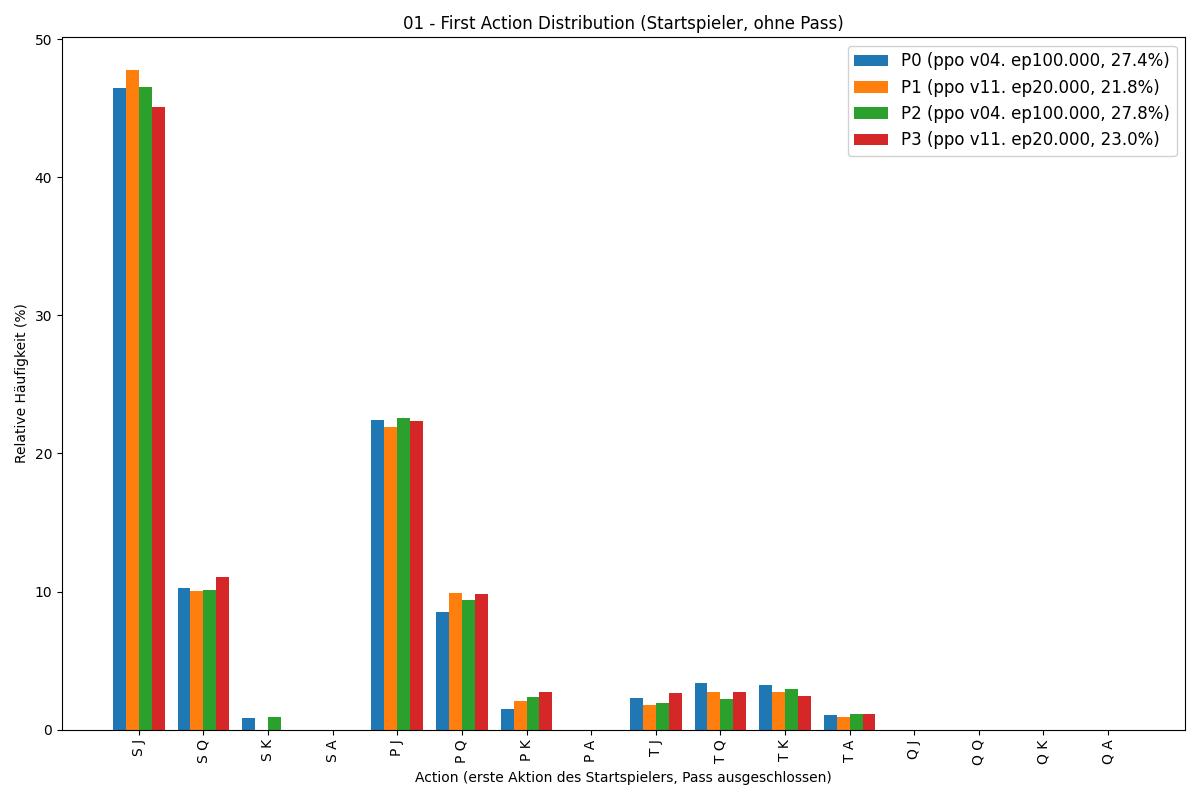 01 - First Action Distribution (Startspieler, ohne Pass)
P0 (ppo v04. ep100.000, 27.4%)
P1 (ppo v11. ep20.000, 21.8%)
P2 (ppo v04. ep100.000, 27.8%)
P3 (ppo v11. ep20.000, 23.0%)
Relative Häufigkeit (%)
50
40
30
20
10
0
S J
S Q
S K
S A
P J
P Q
P K
P A
T J
T Q
T K
T A
Q J
Q Q
Q K
Q A
Action (erste Aktion des Startspielers, Pass ausgeschlossen)